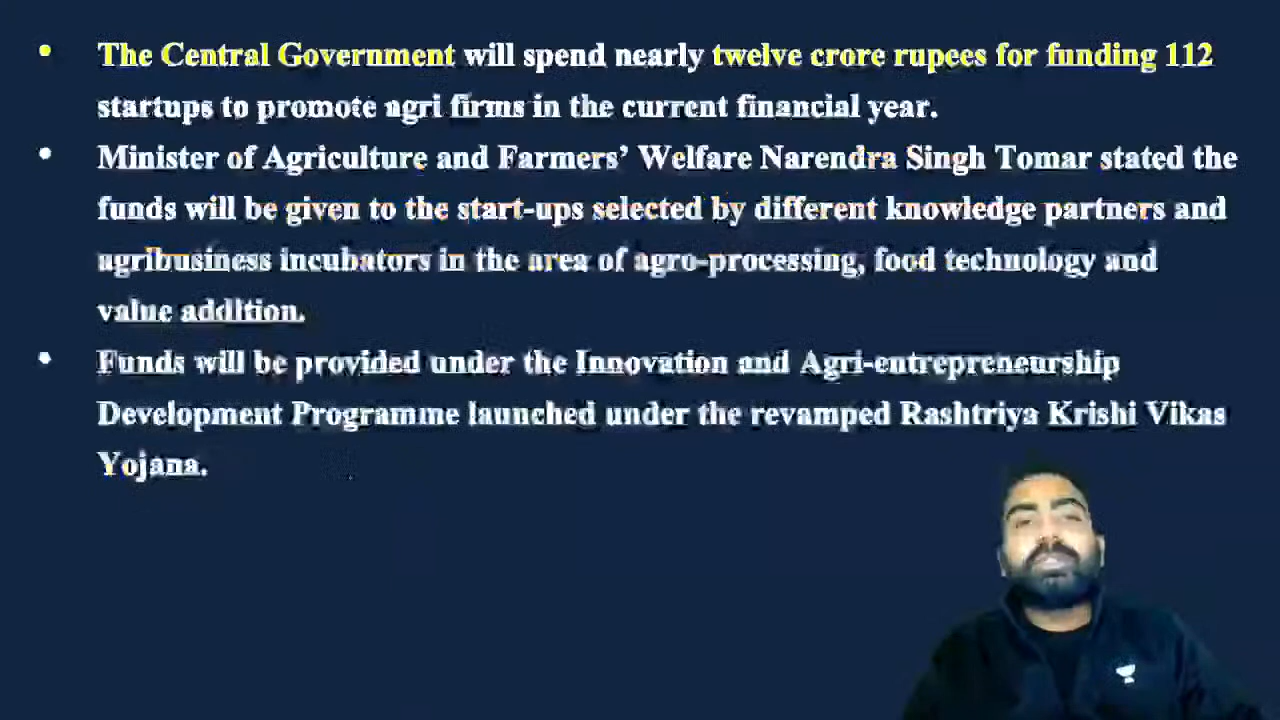 • The Central Government will spend nearly twelve crore rupees for funding 112
startups to promote agri firms in the current financial year.
• Minister of Agriculture and Farmers’ Welfare Narendra Singh Tomar stated the
funds will be given to the start-ups selected by different knowledge partners and
agribusiness incubators in the area of agro-processing, food technology and
value addition.
• Funds will be provided under the Innovation and Agri-entrepreneurship
Development Programme launched under the revamped Rashtriya Krishi Vikas
Yojana.